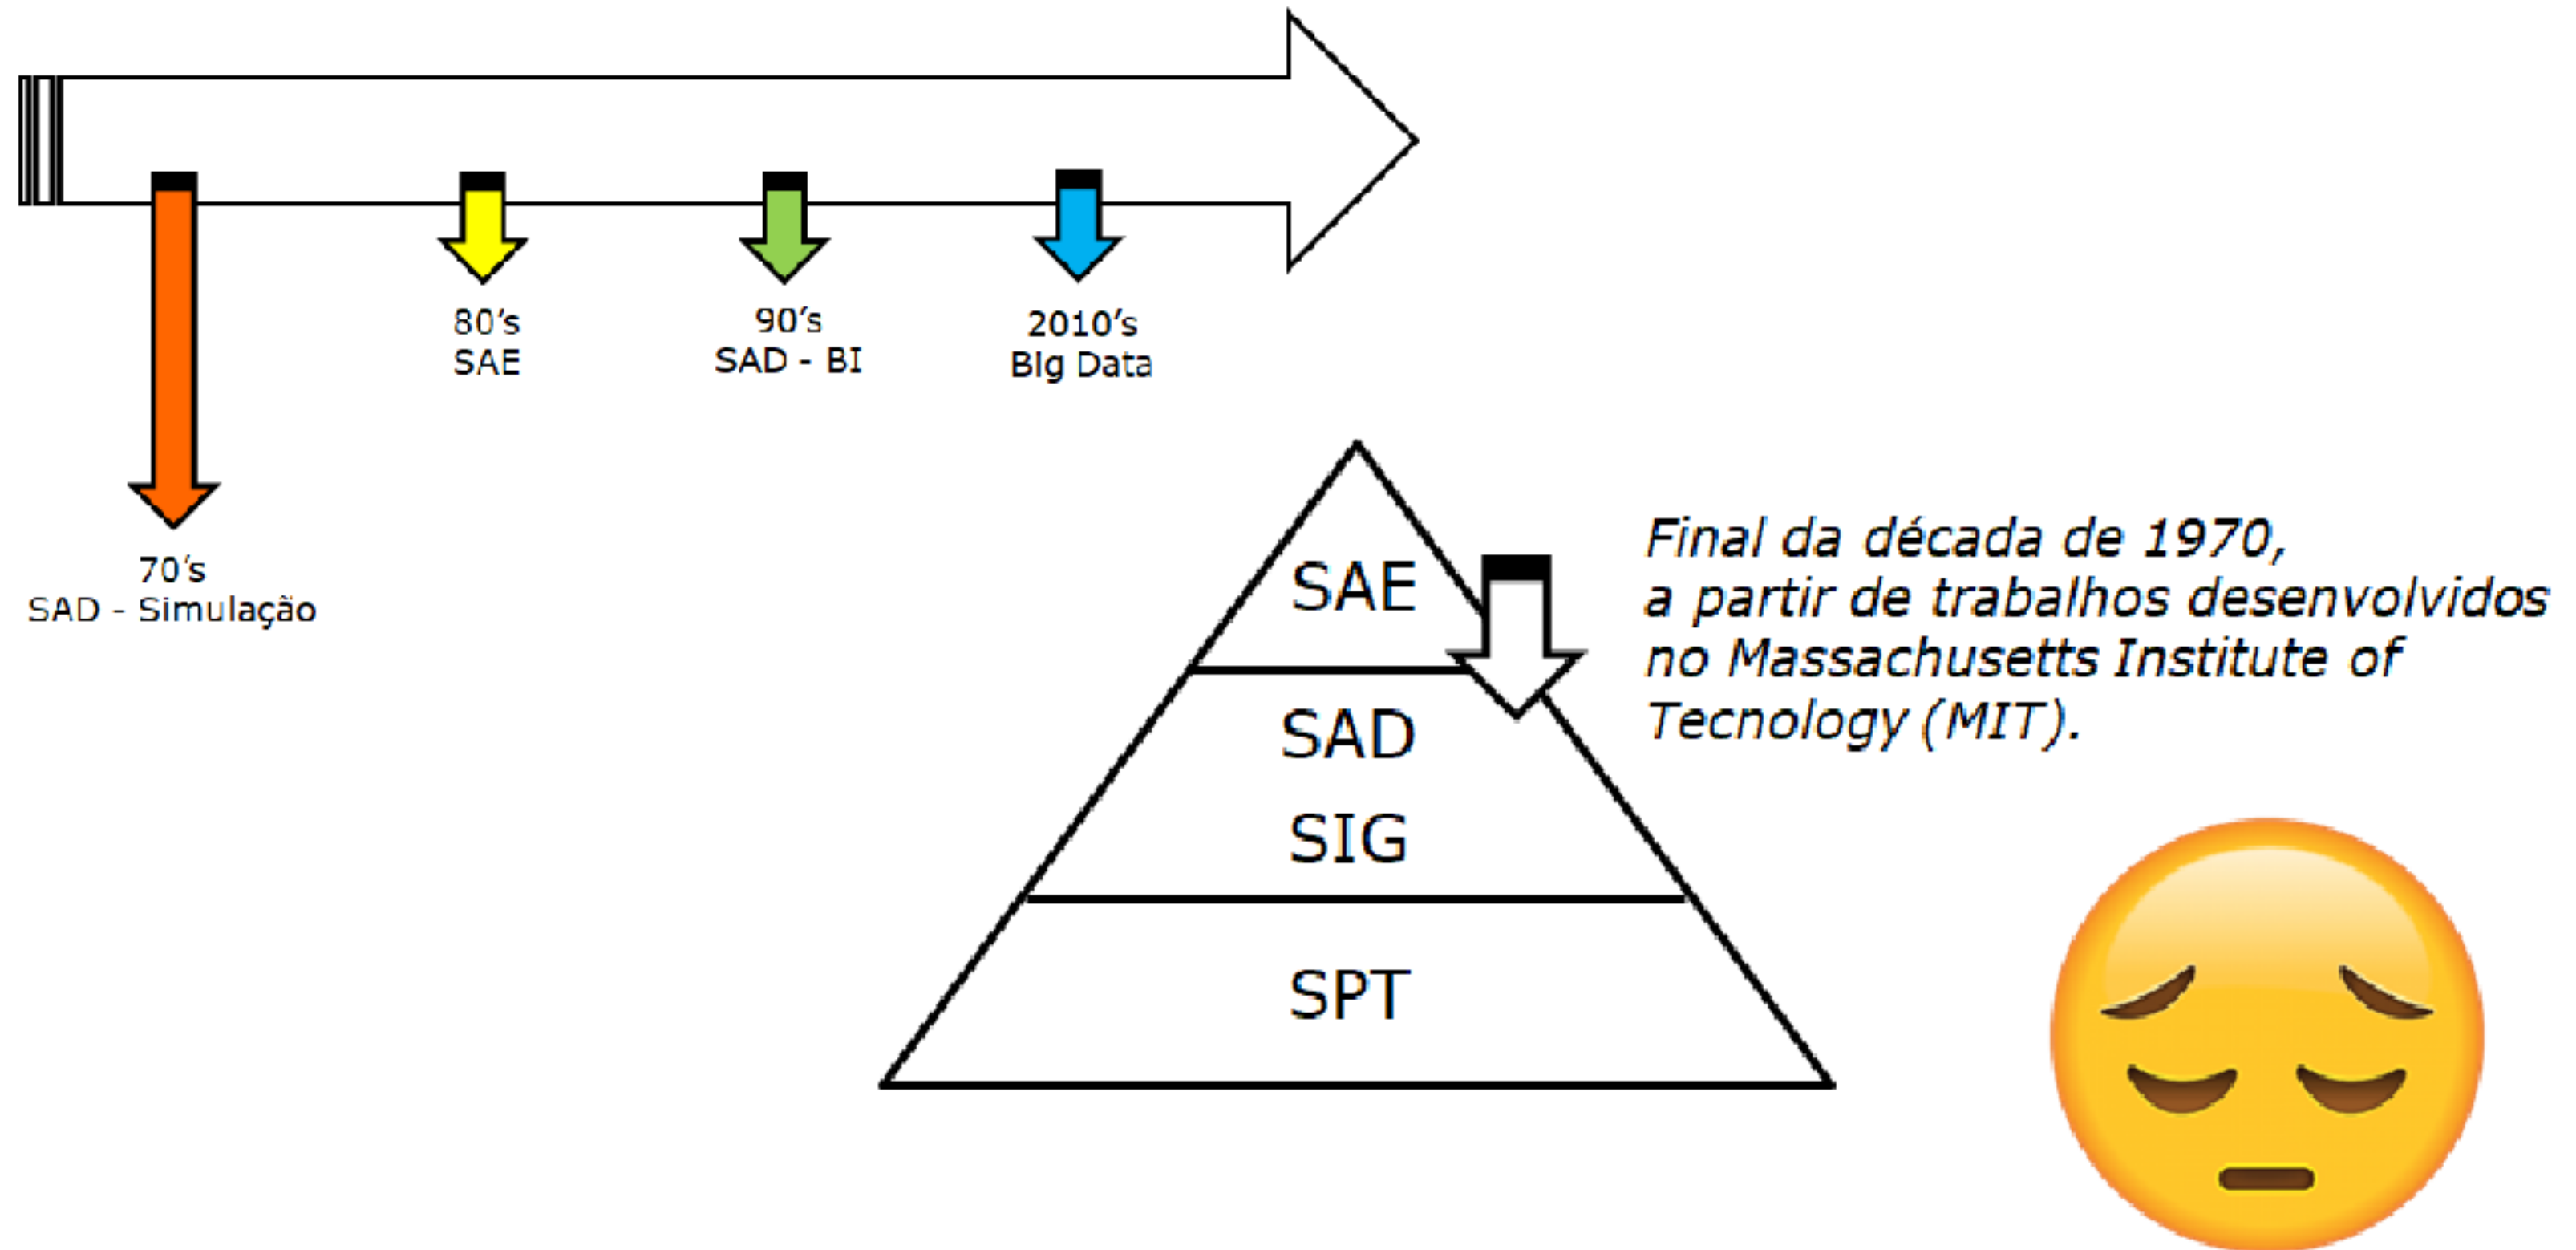 80's
SAE
90's
SAD - BI
2010's
Big Data
70's
SAD - Simulação
SAE
SAD
SIG
SPT
Final da década de 1970,
a partir de trabalhos desenvolvidos
no Massachusetts Institute of
Tecnology (MIT).